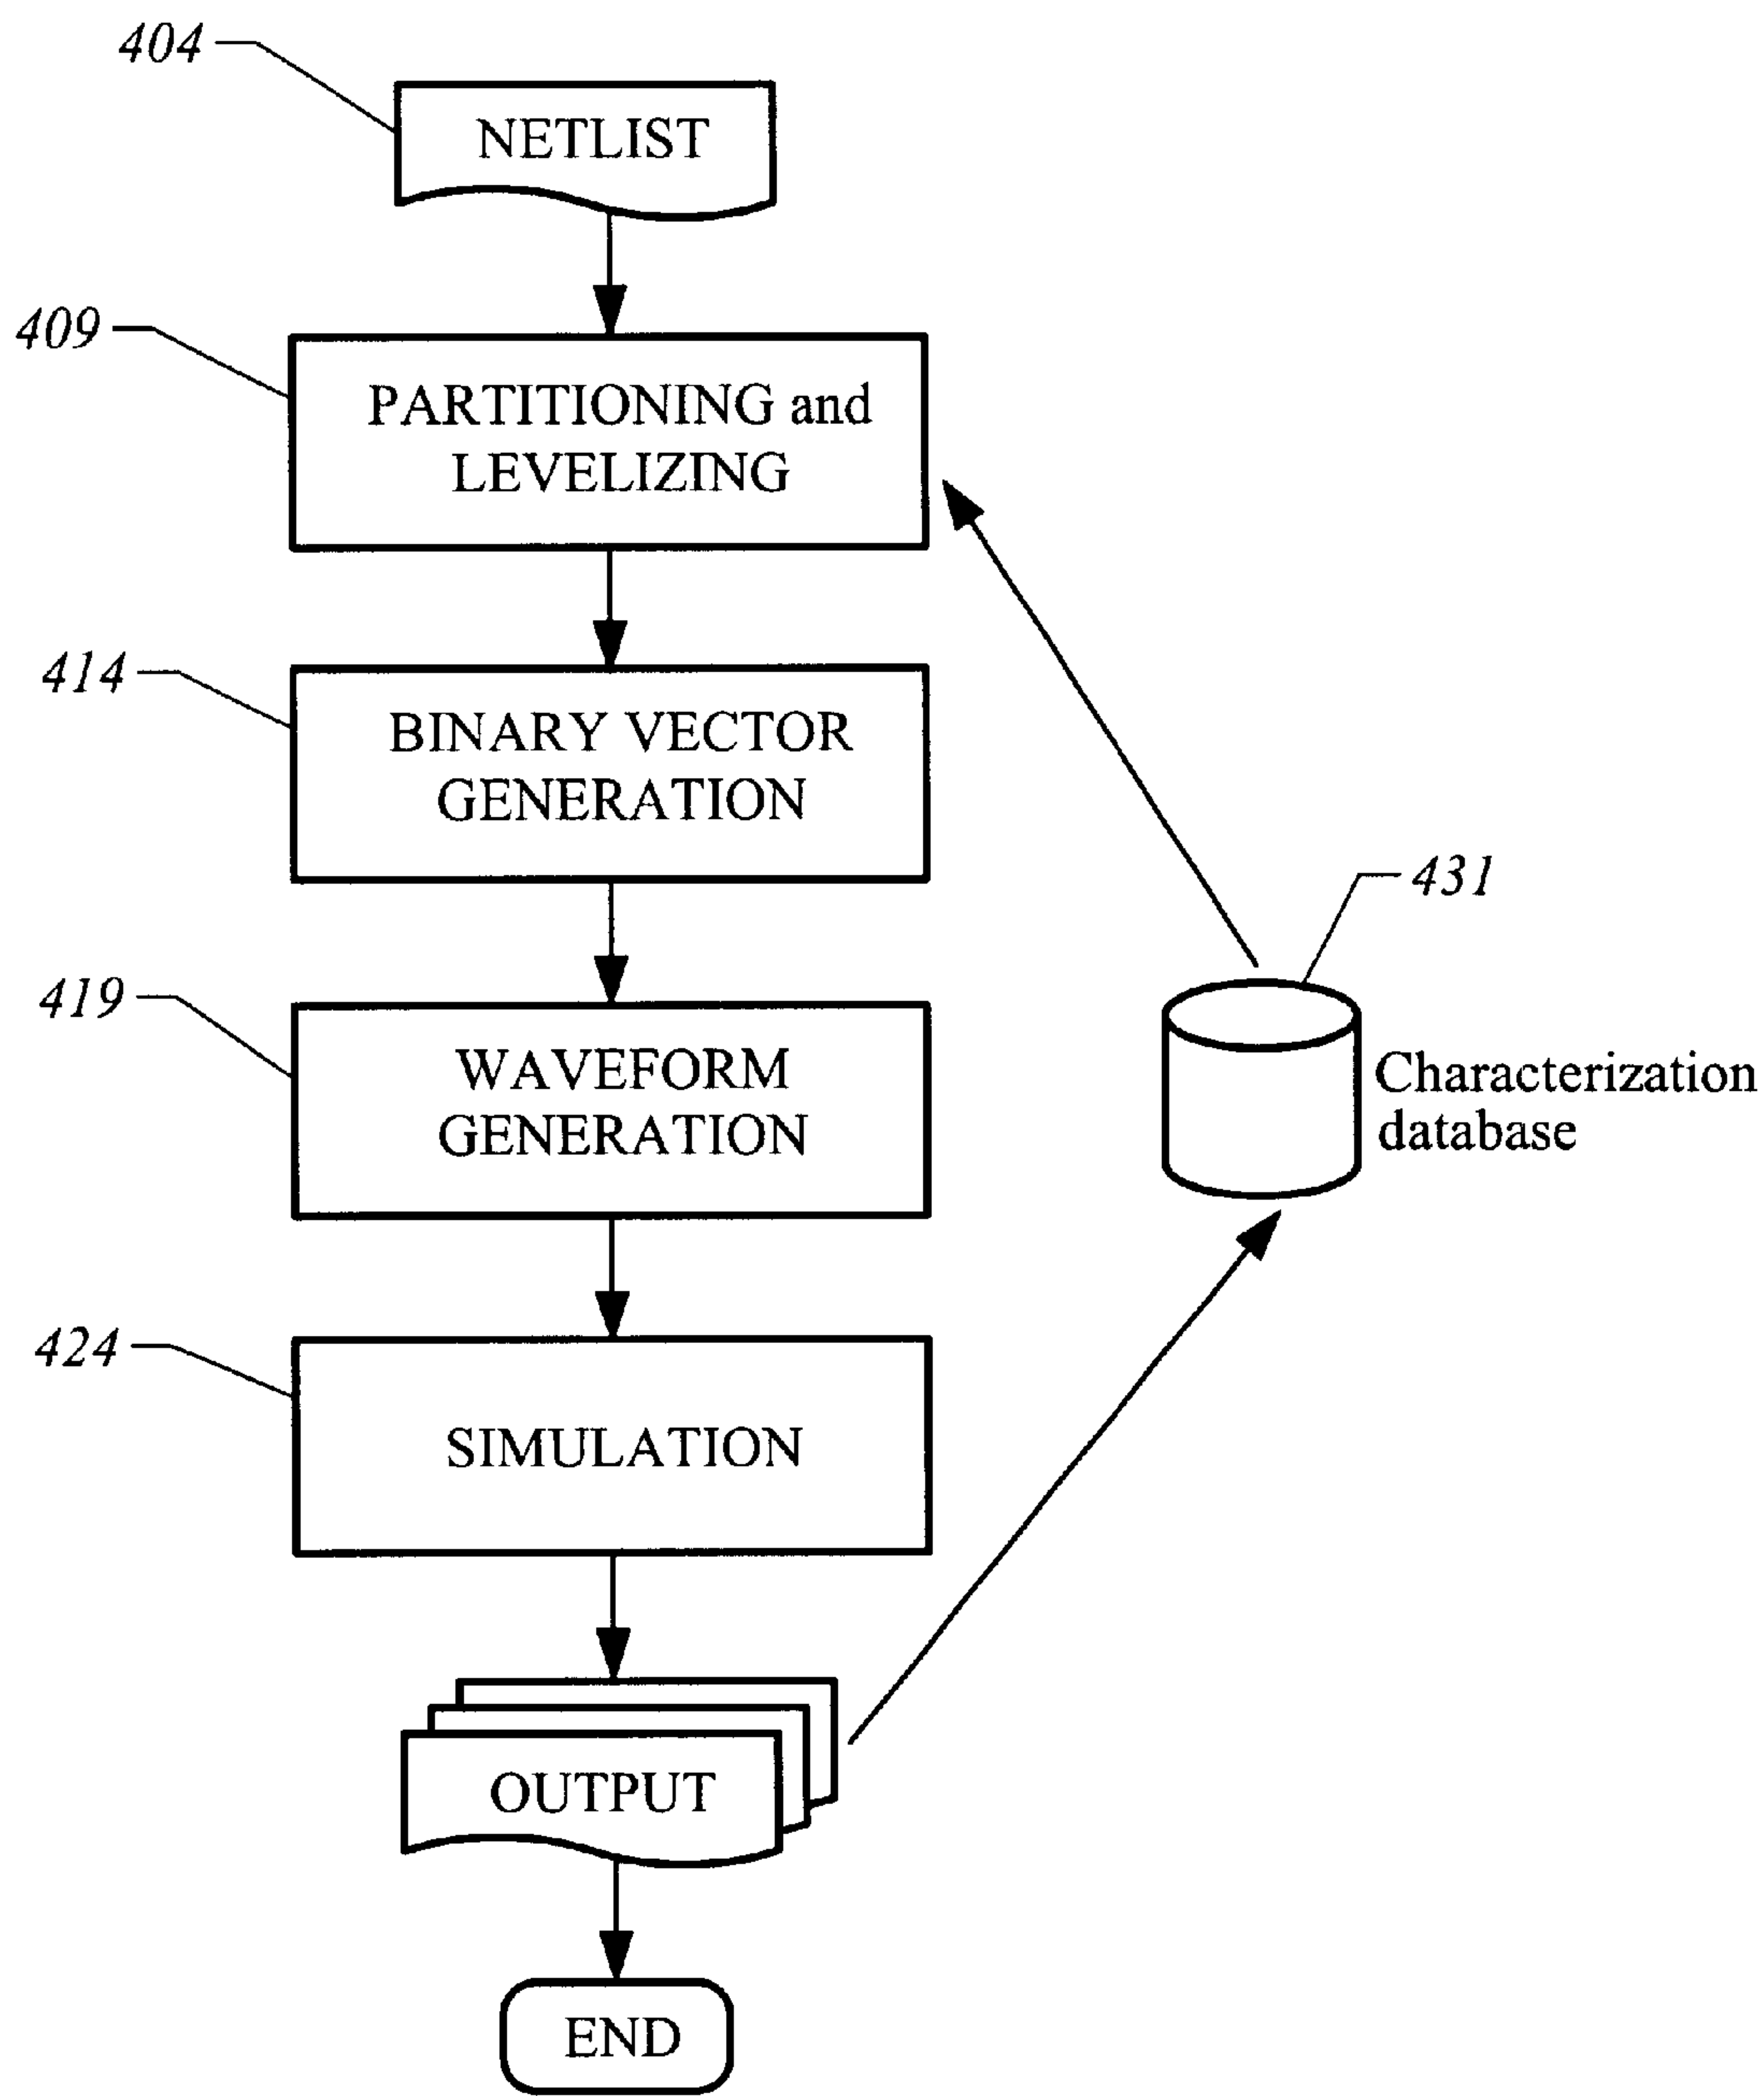 404
NETLIST
409
PARTITIONING and
LEVELIZING
414
BINARY VECTOR
GENERATION
431
419
WAVEFORM
GENERATION
Characterization
database
424
SIMULATION
OUTPUT
END